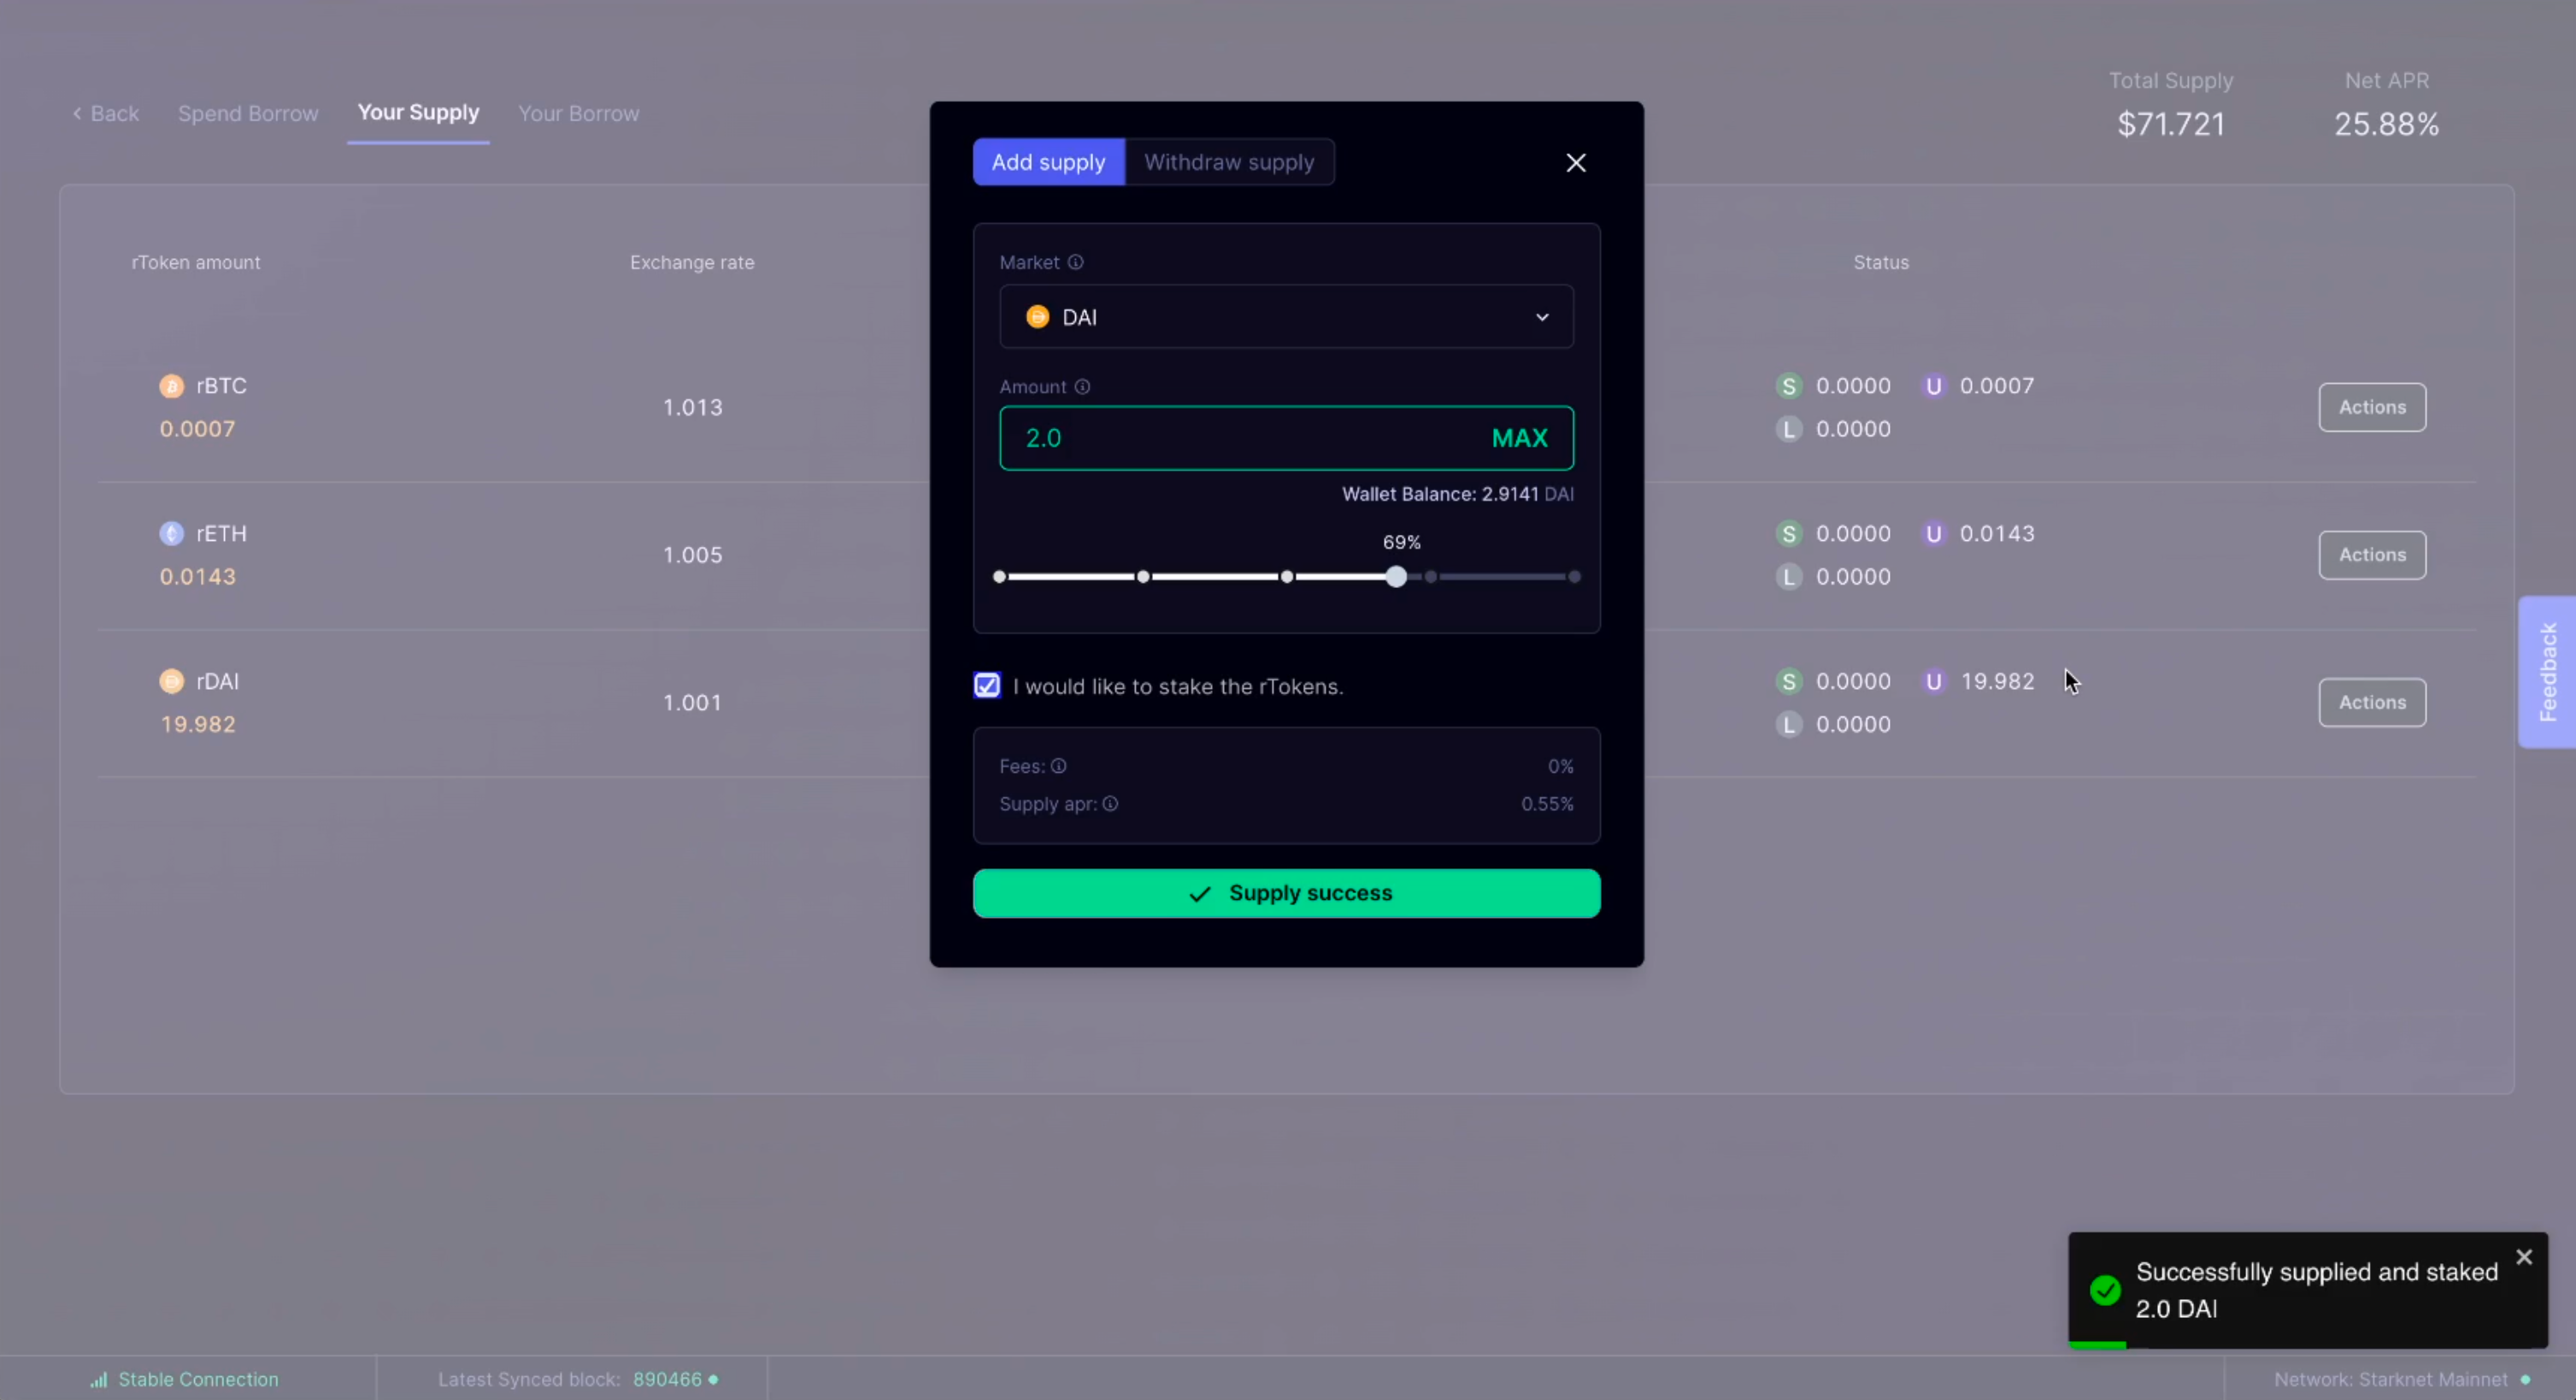 Back Spend Borrow Your Supply Your Borrow
Total Supply Net APR
$71.721 25.88%
rToken amount Exchange rate Status
rBTC
0.0007
1.013
S 0.0000 U 0.0007
L 0.0000
Actions
rETH
0.0143
1.005
S 0.0000 U 0.0143
L 0.0000
Actions
rDAI
19.982
1.001
S 0.0000 U 19.982
L 0.0000
Actions
Add supply Withdraw supply
Market
DAI
Amount
2.0 MAX
Wallet Balance: 2.9141 DAI
69%
I would like to stake the rTokens.
Fees: 0%
Supply apr: 0.55%
Supply success
Feedback
Successfully supplied and staked
2.0 DAI
Stable Connection Latest Synced block: 890466 Network: Starknet Mainnet